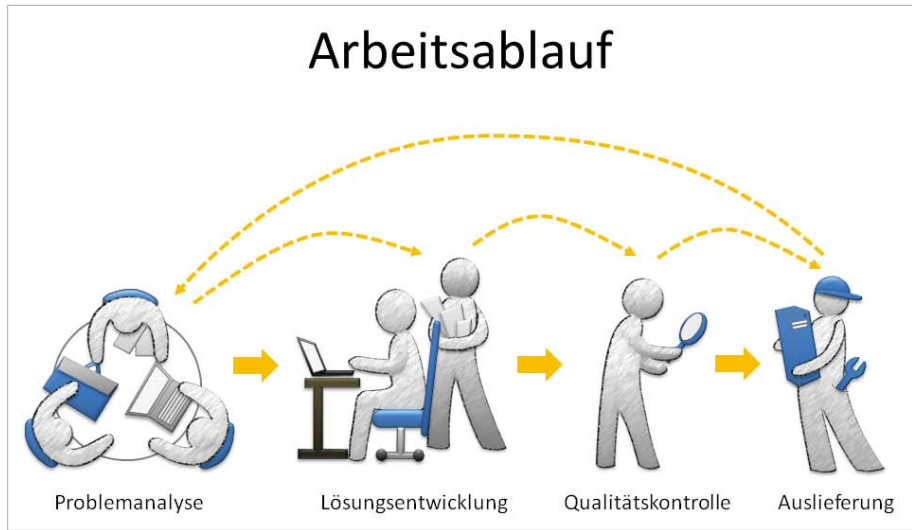 Arbeitsablauf
Problemanalyse
Lösungsentwicklung
Qualitätskontrolle
Auslieferung